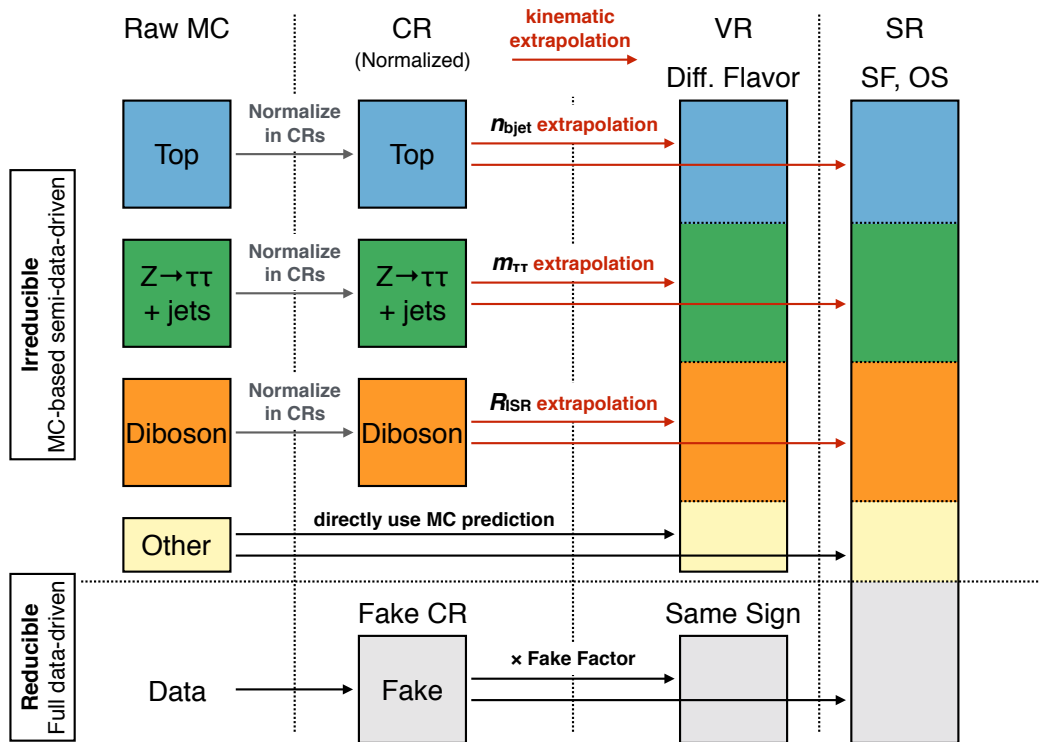 Raw MC
CR
(Normalized)
kinematic
extrapolation
VR
SR
Diff. Flavor
SF, OS
Irreducible
MC-based semi-data-driven
Top
Normalize
in CRs
Top
nbjet extrapolation
Z→ττ
+ jets
Normalize
in CRs
Z→ττ
+ jets
mττ extrapolation
Diboson
Normalize
in CRs
Diboson
RISR extrapolation
Other
directly use MC prediction
Reducible
Full data-driven
Fake CR
Same Sign
Data
Fake
× Fake Factor